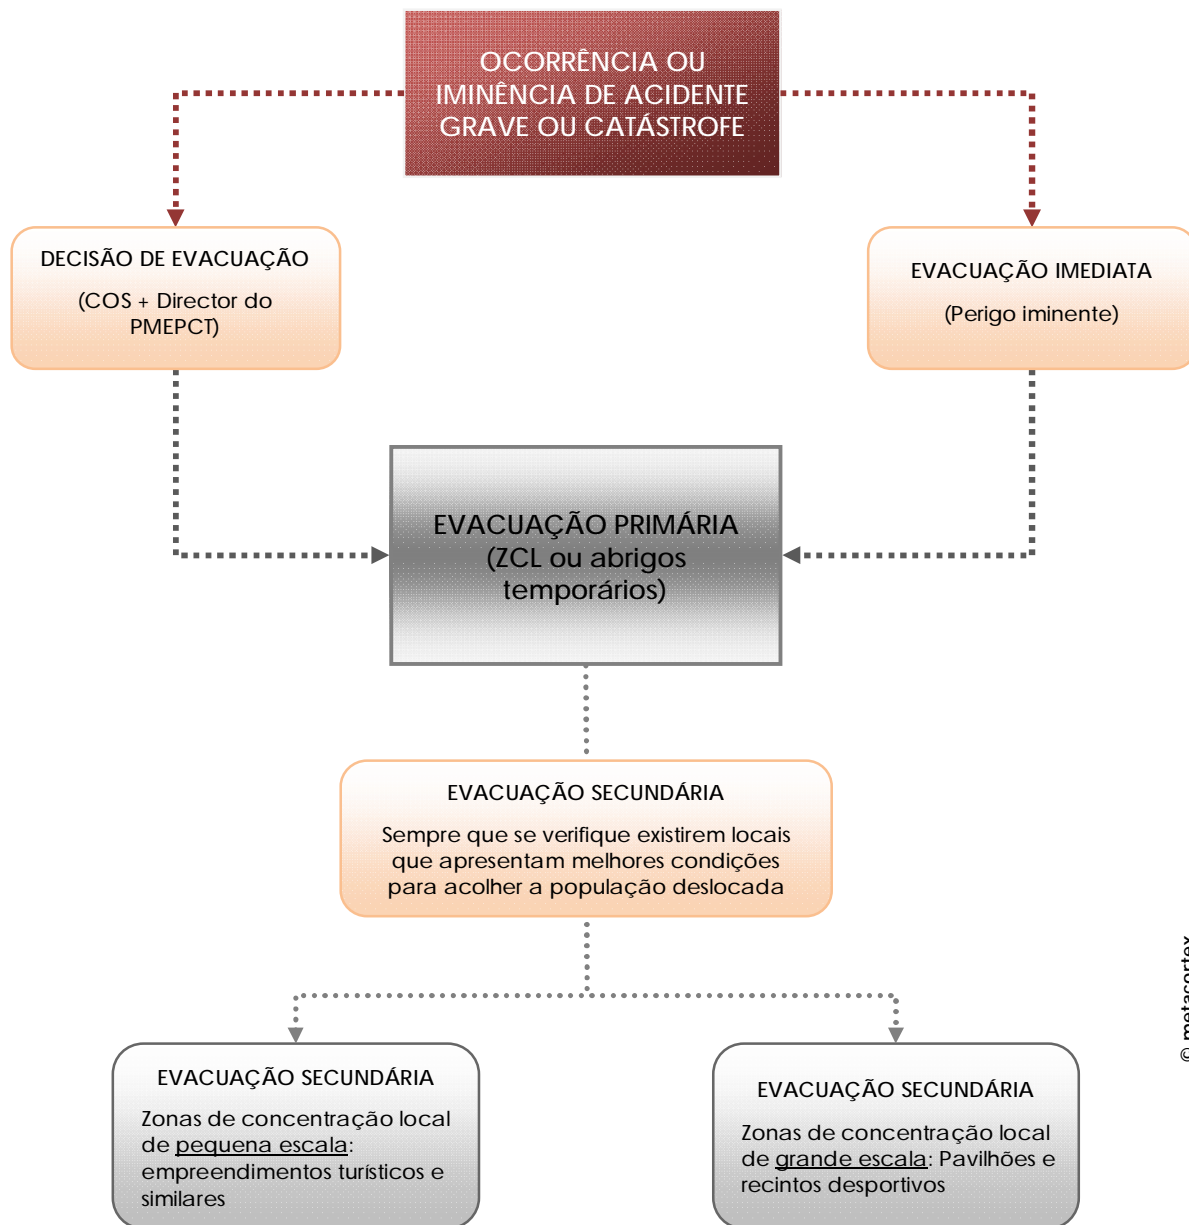 OCORRÊNCIA OU
IMINÊNCIA DE ACIDENTE
GRAVE OU CATÁSTROFE
DECISÃO DE EVACUAÇÃO
(COS + Director do
PMEPCT)
EVACUAÇÃO IMEDIATA
(Perigo iminente)
EVACUAÇÃO PRIMÁRIA
(ZCL ou abrigos
temporários)
EVACUAÇÃO SECUNDÁRIA
Sempre que se verifique existirem locais
que apresentam melhores condições
para acolher a população deslocada
EVACUAÇÃO SECUNDÁRIA
Zonas de concentração local
de pequena escala:
empreendimentos turísticos e
similares
EVACUAÇÃO SECUNDÁRIA
Zonas de concentração local
de grande escala: Pavilhões e
recintos desportivos
© metacortex